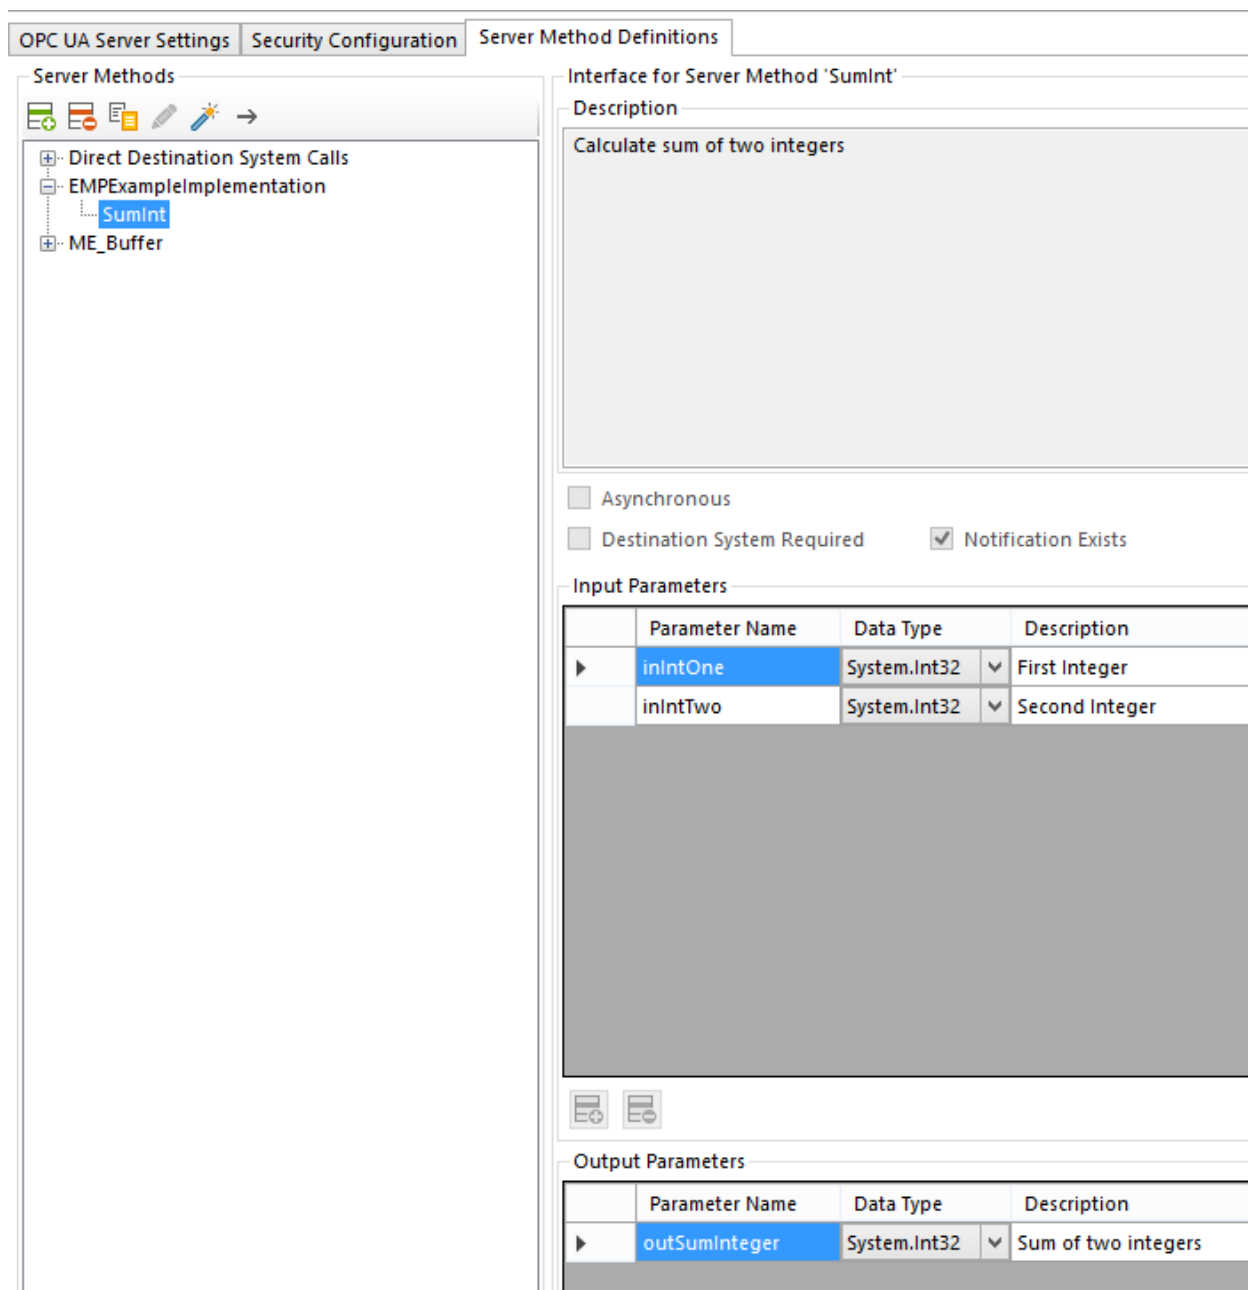 OPC UA Server Settings Security Configuration Server Method Definitions
Server Methods
Direct Destination System Calls
EMPExampleImplementation
SumInt
ME_Buffer
Interface for Server Method 'SumInt'
Description
Calculate sum of two integers
Asynchronous
Destination System Required Notification Exists
Input Parameters
Parameter Name Data Type Description
inIntOne System.Int32 First Integer
inIntTwo System.Int32 Second Integer
Output Parameters
Parameter Name Data Type Description
outSumInteger System.Int32 Sum of two integers